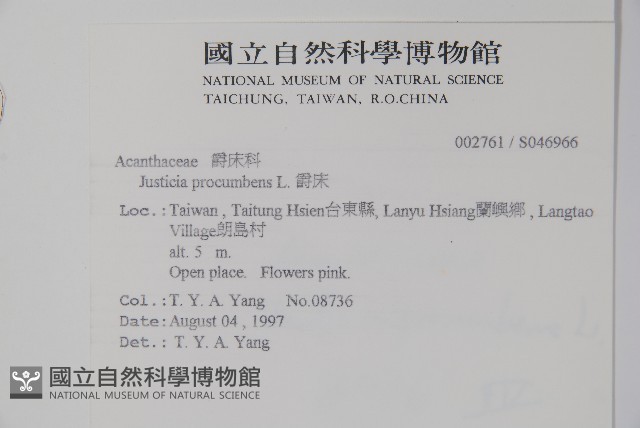 國立自然科學博物館
NATIONAL MUSEUM OF NATURAL SCIENCE
TAICHUNG, TAIWAN, R.O.CHINA
002761 / S046966
Acanthaceae 爵床科
Justicia procumbens L. 爵床
Loc.: Taiwan , Taitung Hsien台東縣, Lanyu Hsiang蘭嶼鄉 , Langtao
Village朗島村
alt. 5 m.
Open place. Flowers pink.
Col.: T. Y. A. Yang No.08736
Date: August 04 , 1997
Det.: T. Y. A. Yang
國立自然科學博物館
NATIONAL MUSEUM OF NATURAL SCIENCE